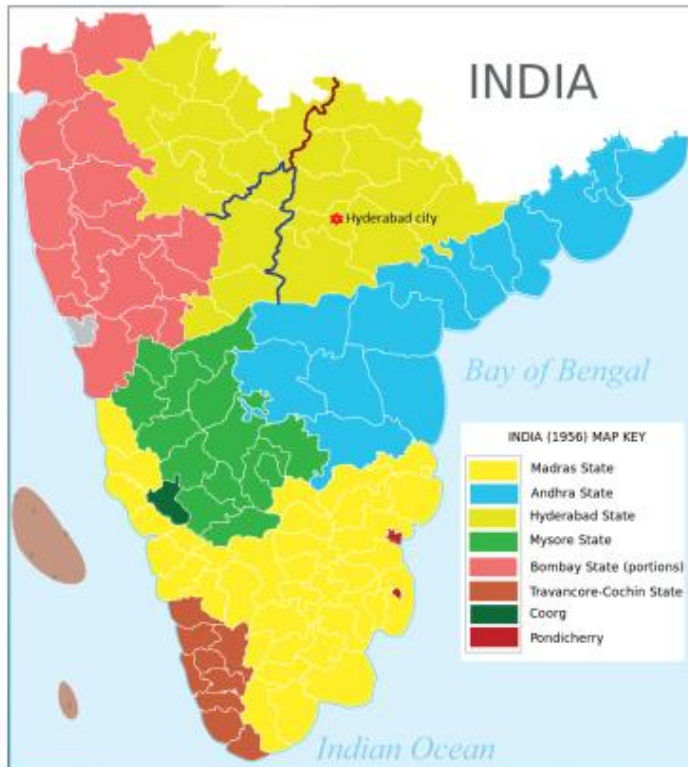 INDIA
Hyderabad city
Bay of Bengal
INDIA (1956) MAP KEY
Madras State
Andhra State
Hyderabad State
Mysore State
Bombay State (portions)
Travancore-Cochin State
Coorg
Pondicherry
Indian Ocean